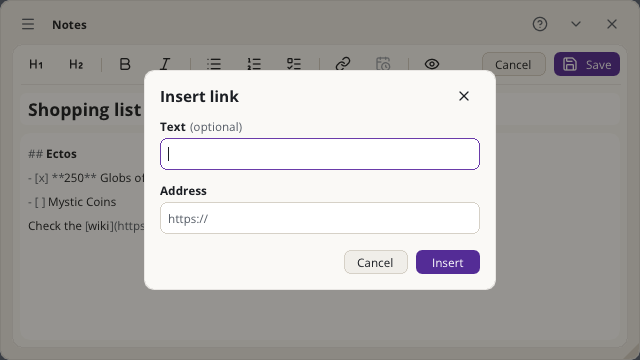 Notes
H1 H2 B I Cancel Save
Shopping list
## Ectos
- [x] **250** Globs of
- [ ] Mystic Coins
Check the [wiki](https
Insert link
Text (optional)
Address
https://
Cancel Insert